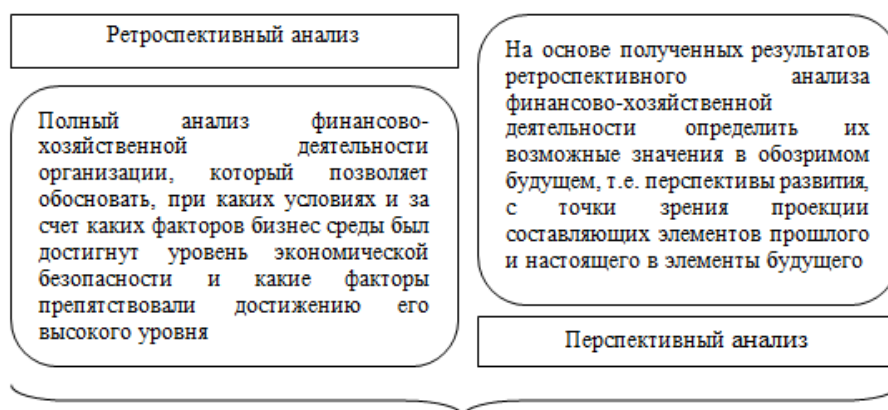 Ретроспективный анализ
Полный анализ финансово-
хозяйственной деятельности
организации, который позволяет
обосновать, при каких условиях и за
счет каких факторов бизнес среды был
достигнут уровень экономической
безопасности и какие факторы
препятствовали достижению его
высокого уровня
На основе полученных результатов
ретроспективного анализа
финансово-хозяйственной
деятельности определить их
возможные значения в обозримом
будущем, т.е. перспективы развития,
с точки зрения проекции
составляющих элементов прошлого
и настоящего в элементы будущего
Перспективный анализ